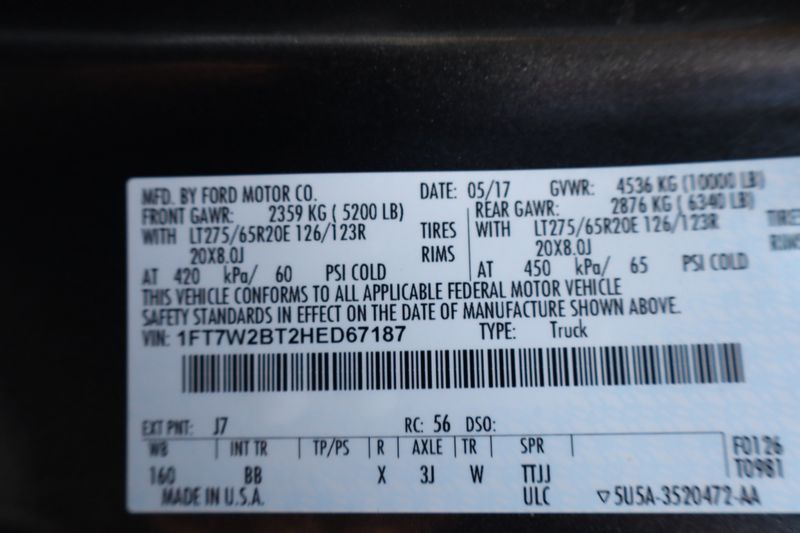 MFD. BY FORD MOTOR CO. DATE: 05/17 GVWR: 4536 KG (10000 LB)
FRONT GAWR: 2359 KG ( 5200 LB) REAR GAWR: 2876 KG ( 6340 LB)
WITH LT275/65R20E 126/123R TIRES WITH LT275/65R20E 126/123R TIRES
20X8.0J RIMS 20X8.0J RIMS
AT 420 kPa/ 60 PSI COLD AT 450 kPa/ 65 PSI COLD
THIS VEHICLE CONFORMS TO ALL APPLICABLE FEDERAL MOTOR VEHICLE
SAFETY STANDARDS IN EFFECT ON THE DATE OF MANUFACTURE SHOWN ABOVE.
VIN: 1FT7W2BT2HED67187 TYPE: Truck
EXT PNT: J7 RC: 56 DSO:
WB INT TR TP/PS R AXLE TR SPR F0126
160 BB X 3J W TTJJ T0981
MADE IN U.S.A. ULC ▽5U5A-3520472-AA